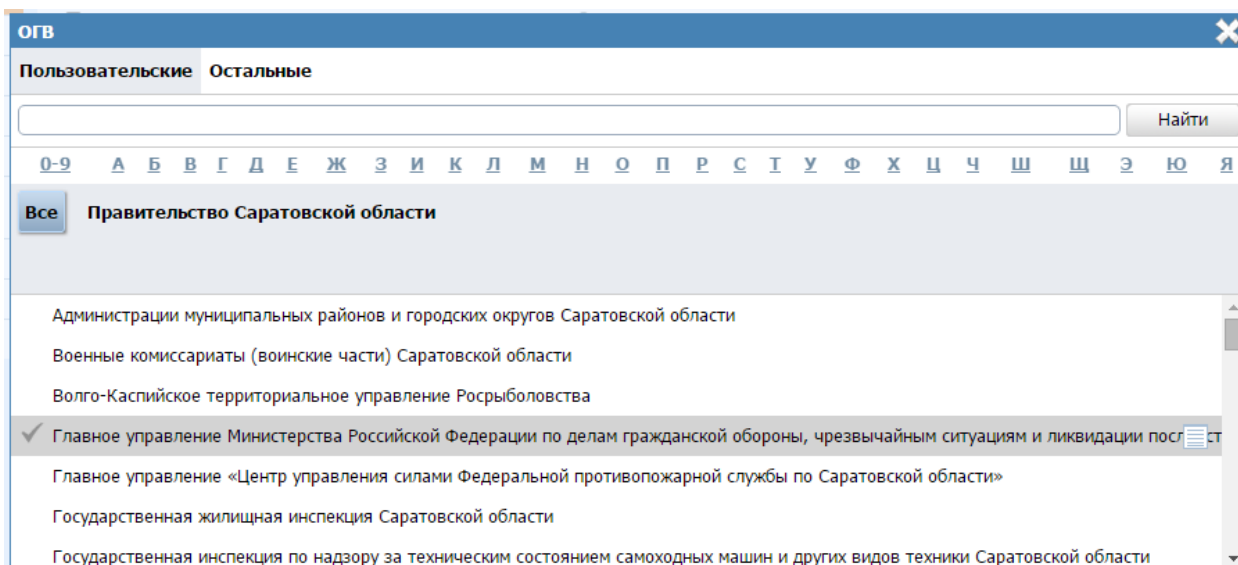 ОГВ
Пользовательские Остальные
Найти
0-9 А Б В Г Д Е Ж З И К Л М Н О П Р С Т У Ф Х Ц Ч Ш Щ Э Ю Я
Все Правительство Саратовской области
Администрации муниципальных районов и городских округов Саратовской области
Военные комиссариаты (воинские части) Саратовской области
Волго-Каспийское территориальное управление Росрыболовства
Главное управление Министерства Российской Федерации по делам гражданской обороны, чрезвычайным ситуациям и ликвидации
Главное управление «Центр управления силами Федеральной противопожарной службы по Саратовской области»
Государственная жилищная инспекция Саратовской области
Государственная инспекция по надзору за техническим состоянием самоходных машин и других видов техники Саратовской области